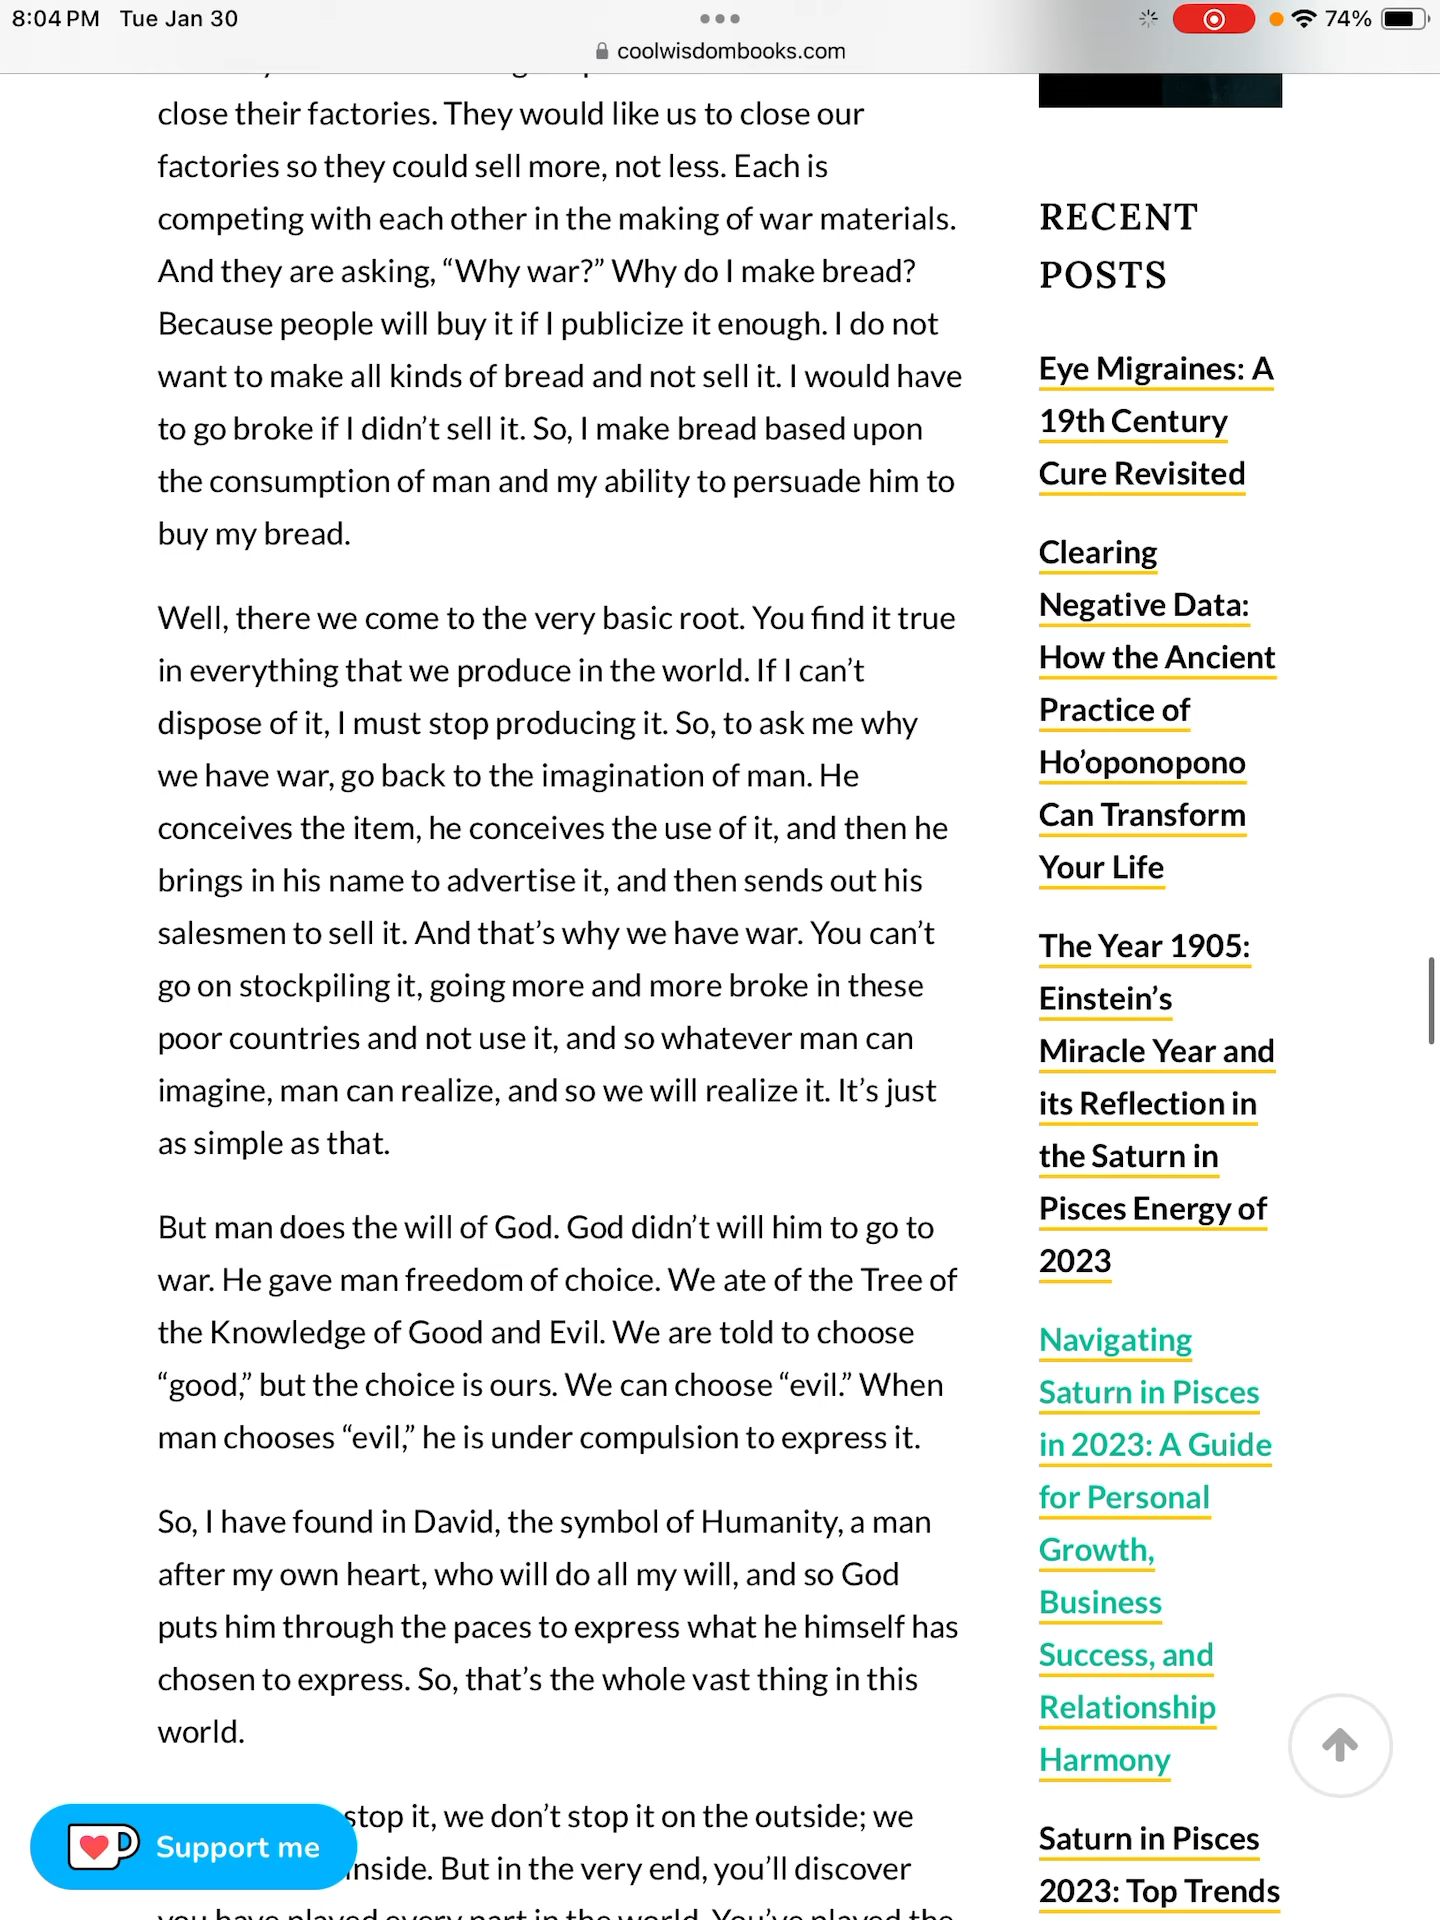 8:04 PM Tue Jan 30
74%
coolwisdombooks.com
close their factories. They would like us to close our
factories so they could sell more, not less. Each is
competing with each other in the making of war materials.
And they are asking, “Why war?” Why do I make bread?
Because people will buy it if I publicize it enough. I do not
want to make all kinds of bread and not sell it. I would have
to go broke if I didn’t sell it. So, I make bread based upon
the consumption of man and my ability to persuade him to
buy my bread.
Well, there we come to the very basic root. You find it true
in everything that we produce in the world. If I can’t
dispose of it, I must stop producing it. So, to ask me why
we have war, go back to the imagination of man. He
conceives the item, he conceives the use of it, and then he
brings in his name to advertise it, and then sends out his
salesmen to sell it. And that’s why we have war. You can’t
go on stockpiling it, going more and more broke in these
poor countries and not use it, and so whatever man can
imagine, man can realize, and so we will realize it. It’s just
as simple as that.
But man does the will of God. God didn’t will him to go to
war. He gave man freedom of choice. We ate of the Tree of
the Knowledge of Good and Evil. We are told to choose
“good,” but the choice is ours. We can choose “evil.” When
man chooses “evil,” he is under compulsion to express it.
So, I have found in David, the symbol of Humanity, a man
after my own heart, who will do all my will, and so God
puts him through the paces to express what he himself has
chosen to express. So, that’s the whole vast thing in this
world.
stop it, we don’t stop it on the outside; we
inside. But in the very end, you’ll discover
you have played every part in the world. You’ve played the
Support me
RECENT
POSTS
Eye Migraines: A
19th Century
Cure Revisited
Clearing
Negative Data:
How the Ancient
Practice of
Ho’oponopono
Can Transform
Your Life
The Year 1905:
Einstein’s
Miracle Year and
its Reflection in
the Saturn in
Pisces Energy of
2023
Navigating
Saturn in Pisces
in 2023: A Guide
for Personal
Growth,
Business
Success, and
Relationship
Harmony
Saturn in Pisces
2023: Top Trends